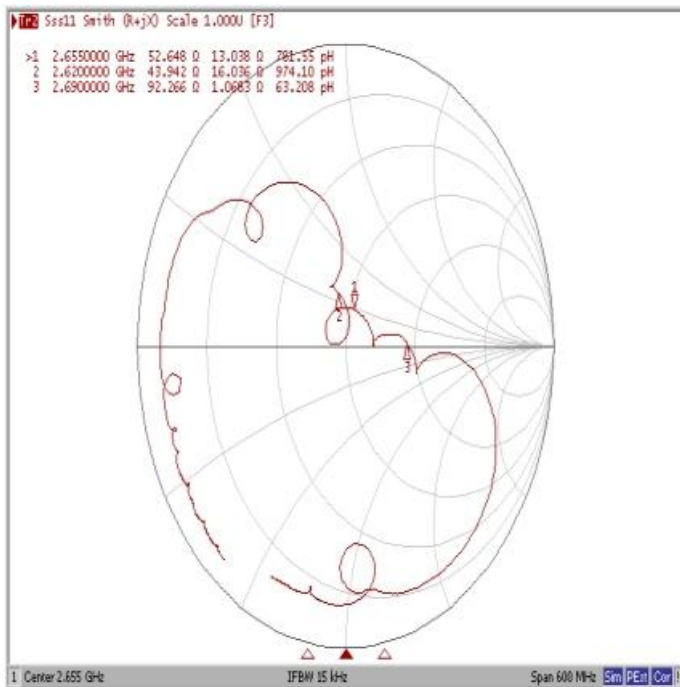 Tr2 Sss11 Smith (R+jX) Scale 1.000U [F3]
>1 2.6550000 GHz 52.648 Ω 13.038 Ω 781.55 pH
2 2.6200000 GHz 43.942 Ω 16.036 Ω 974.10 pH
3 2.6900000 GHz 92.266 Ω 1.0683 Ω 63.208 pH
1
2
3
1 Center 2.655 GHz IFBW 15 kHz Span 600 MHz Sim PExt Cor